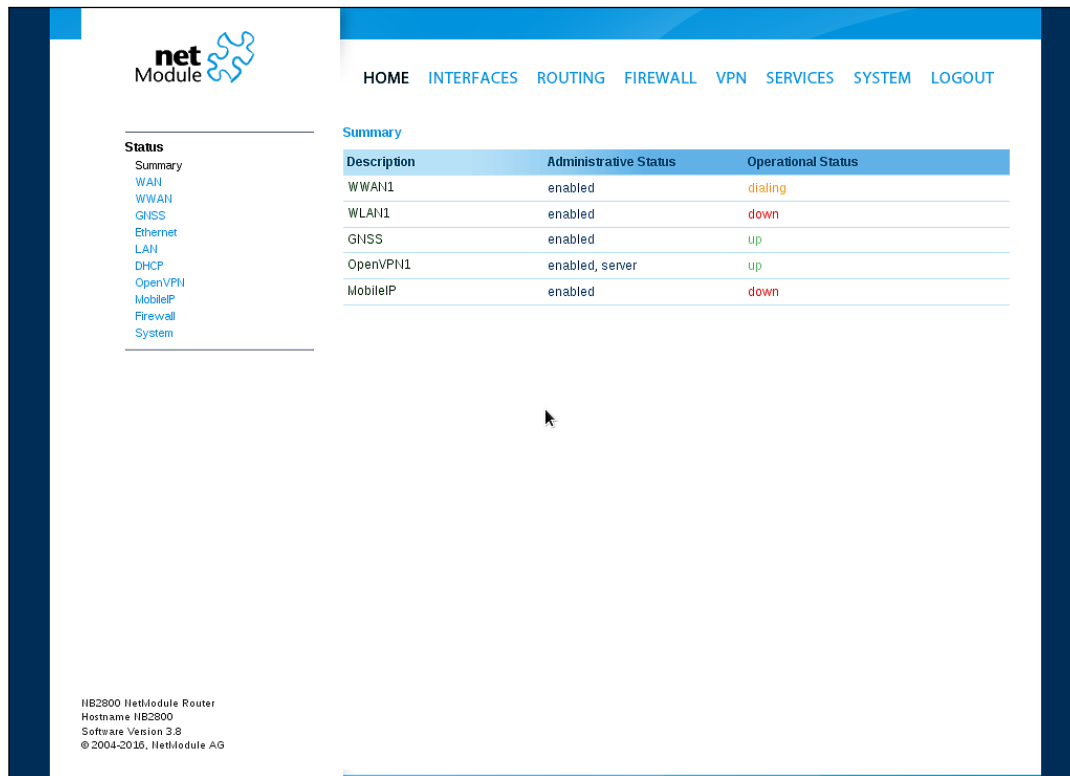 net
Module
HOME INTERFACES ROUTING FIREWALL VPN SERVICES SYSTEM LOGOUT
Status
Summary
WAN
WWAN
GNSS
Ethernet
LAN
DHCP
OpenVPN
MobileIP
Firewall
System
Summary
Description Administrative Status Operational Status
WWAN1 enabled dialing
WLAN1 enabled down
GNSS enabled up
OpenVPN1 enabled, server up
MobileIP enabled down
NB2800 NetModule Router
Hostname NB2800
Software Version 3.8
© 2004-2016, NetModule AG